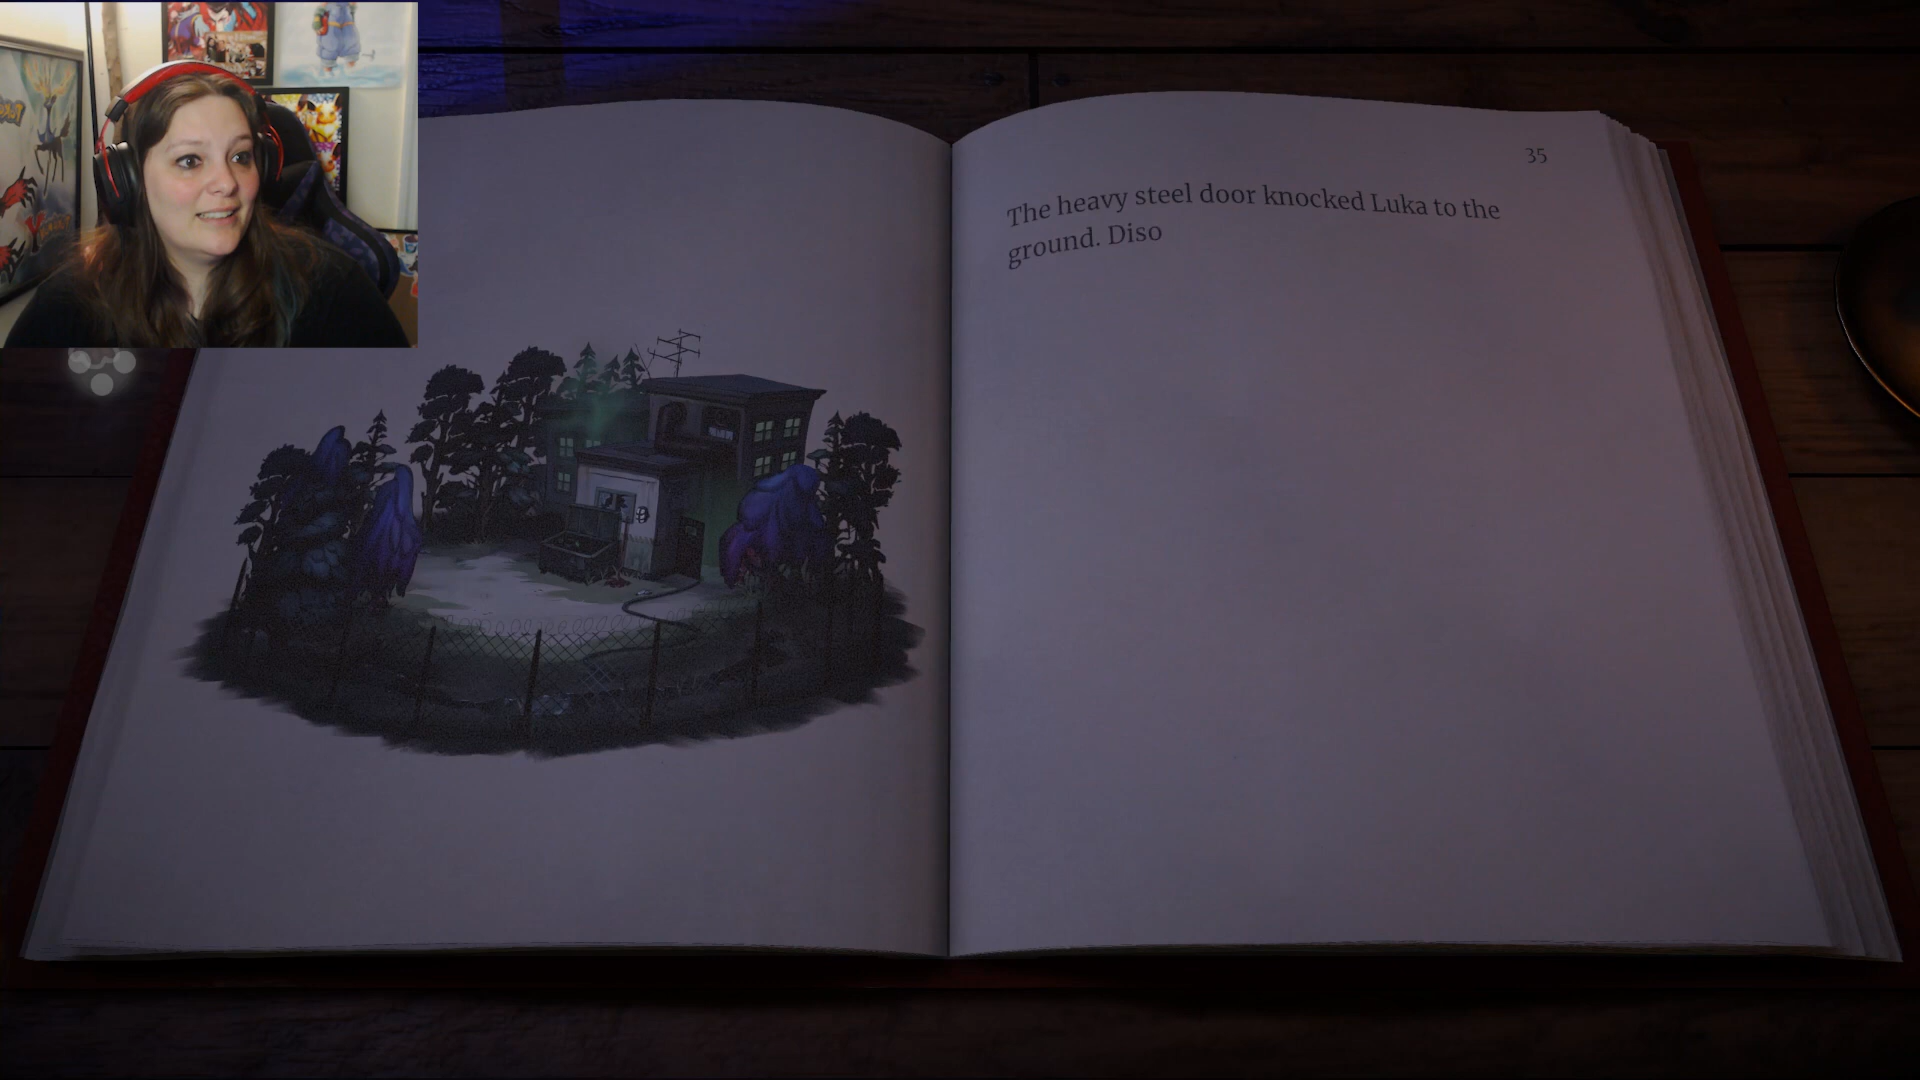 35
The heavy steel door knocked Luka to the
ground. Diso